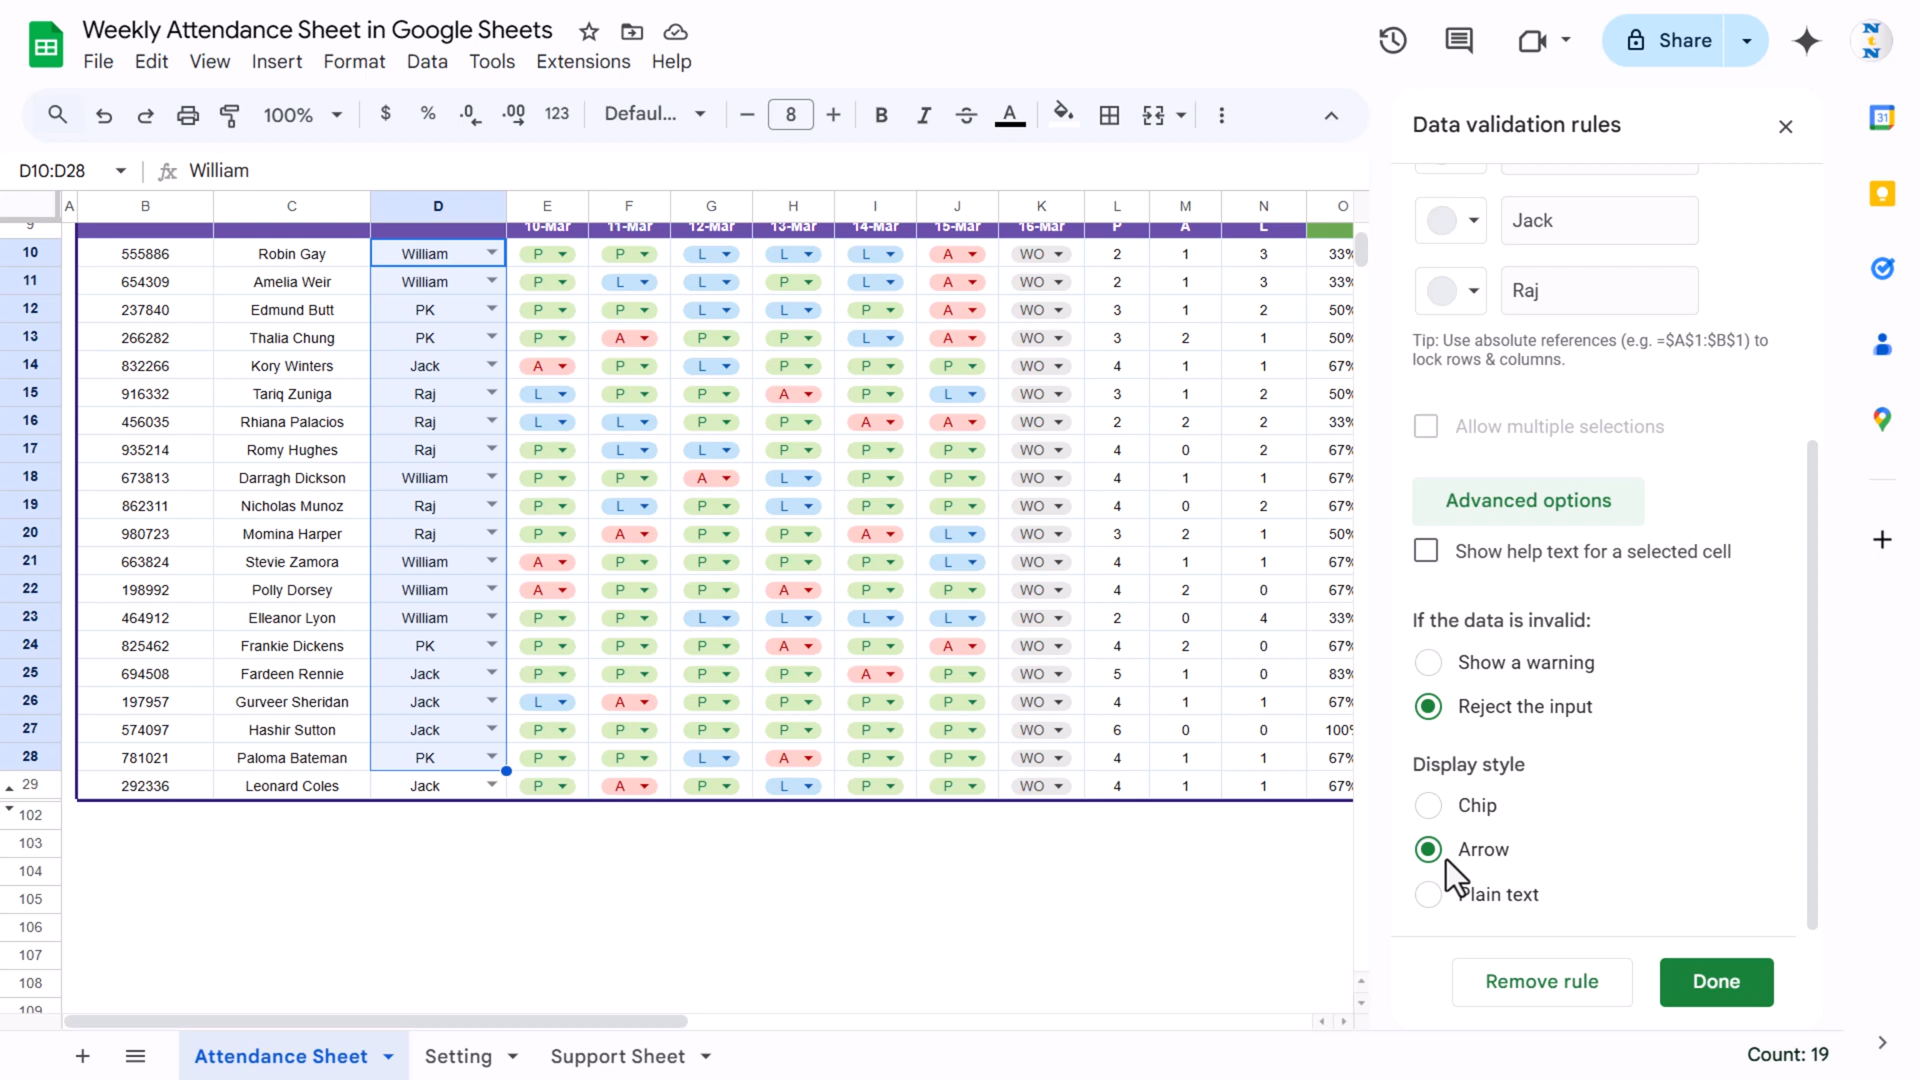 Weekly Attendance Sheet in Google Sheets
File Edit View Insert Format Data Tools Extensions Help
Share
100% $ % .0 .00 123 Defaul... 8 B I A
D10:D28 fx William
A B C D E F G H I J K L M N O
9 10-Mar 11-Mar 12-Mar 13-Mar 14-Mar 15-Mar 16-Mar P A L
10 555886 Robin Gay William P P L L L A WO 2 1 3 33%
11 654309 Amelia Weir William P L L P L A WO 2 1 3 33%
12 237840 Edmund Butt PK P P L L P A WO 3 1 2 50%
13 266282 Thalia Chung PK P A P P L A WO 3 2 1 50%
14 832266 Kory Winters Jack A P L P P P WO 4 1 1 67%
15 916332 Tariq Zuniga Raj L P P A P L WO 3 1 2 50%
16 456035 Rhiana Palacios Raj L L P P A A WO 2 2 2 33%
17 935214 Romy Hughes Raj P L L P P P WO 4 0 2 67%
18 673813 Darragh Dickson William P P A L P P WO 4 1 1 67%
19 862311 Nicholas Munoz Raj P L P L P P WO 4 0 2 67%
20 980723 Momina Harper Raj P A P P A L WO 3 2 1 50%
21 663824 Stevie Zamora William A P P P P L WO 4 1 1 67%
22 198992 Polly Dorsey William A P P A P P WO 4 2 0 67%
23 464912 Elleanor Lyon William P P L L L L WO 2 0 4 33%
24 825462 Frankie Dickens PK P P P A P A WO 4 2 0 67%
25 694508 Fardeen Rennie Jack P P P P A P WO 5 1 0 83%
26 197957 Gurveer Sheridan Jack L A P P P P WO 4 1 1 67%
27 574097 Hashir Sutton Jack P P P P P P WO 6 0 0 100%
28 781021 Paloma Bateman PK P P L A P P WO 4 1 1 67%
29 292336 Leonard Coles Jack P A P L P P WO 4 1 1 67%
102
103
104
105
106
107
108
109
Attendance Sheet Setting Support Sheet Count: 19
Data validation rules
Jack
Raj
Tip: Use absolute references (e.g. =$A$1:$B$1) to
lock rows & columns.
Allow multiple selections
Advanced options
Show help text for a selected cell
If the data is invalid:
Show a warning
Reject the input
Display style
Chip
Arrow
Plain text
Remove rule Done
31
N
t
N